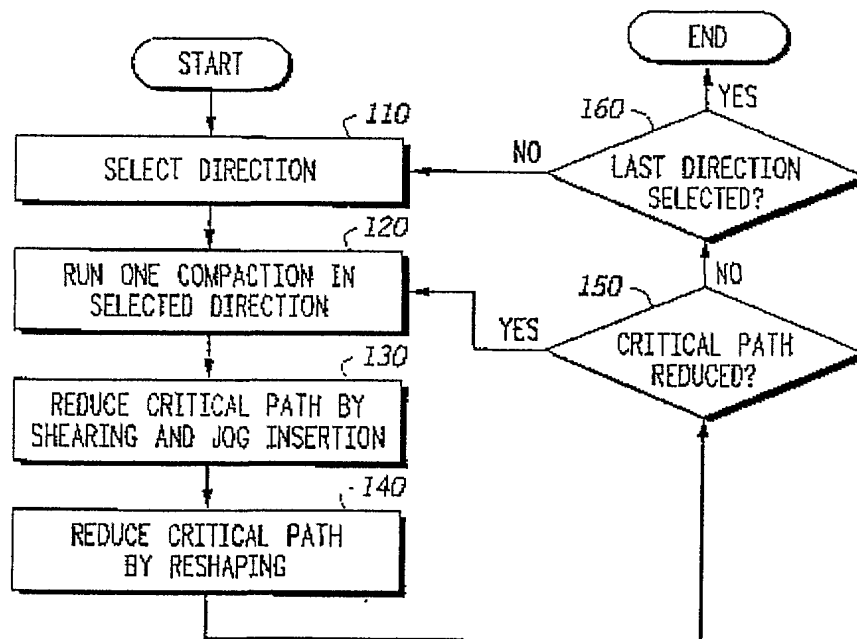 START
110
SELECT DIRECTION
120
RUN ONE COMPACTION IN
SELECTED DIRECTION
130
REDUCE CRITICAL PATH BY
SHEARING AND JOG INSERTION
140
REDUCE CRITICAL PATH
BY RESHAPING
END
YES
160
NO
LAST DIRECTION
SELECTED?
NO
150
YES
CRITICAL PATH
REDUCED?